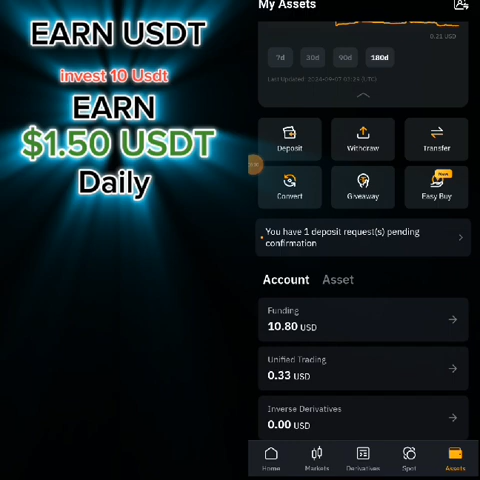 EARN USDT
invest 10 Usdt
EARN
$1.50 USDT
Daily
My Assets
0.21 USD
7d 30d 90d 180d
Deposit Withdraw Transfer
New
Convert Giveaway Easy Buy
You have 1 deposit request(s) pending
confirmation
Account Asset
Funding
10.80 USD
Unified Trading
0.33 USD
Inverse Derivatives
0.00 USD
Home Markets Derivatives Spot Assets